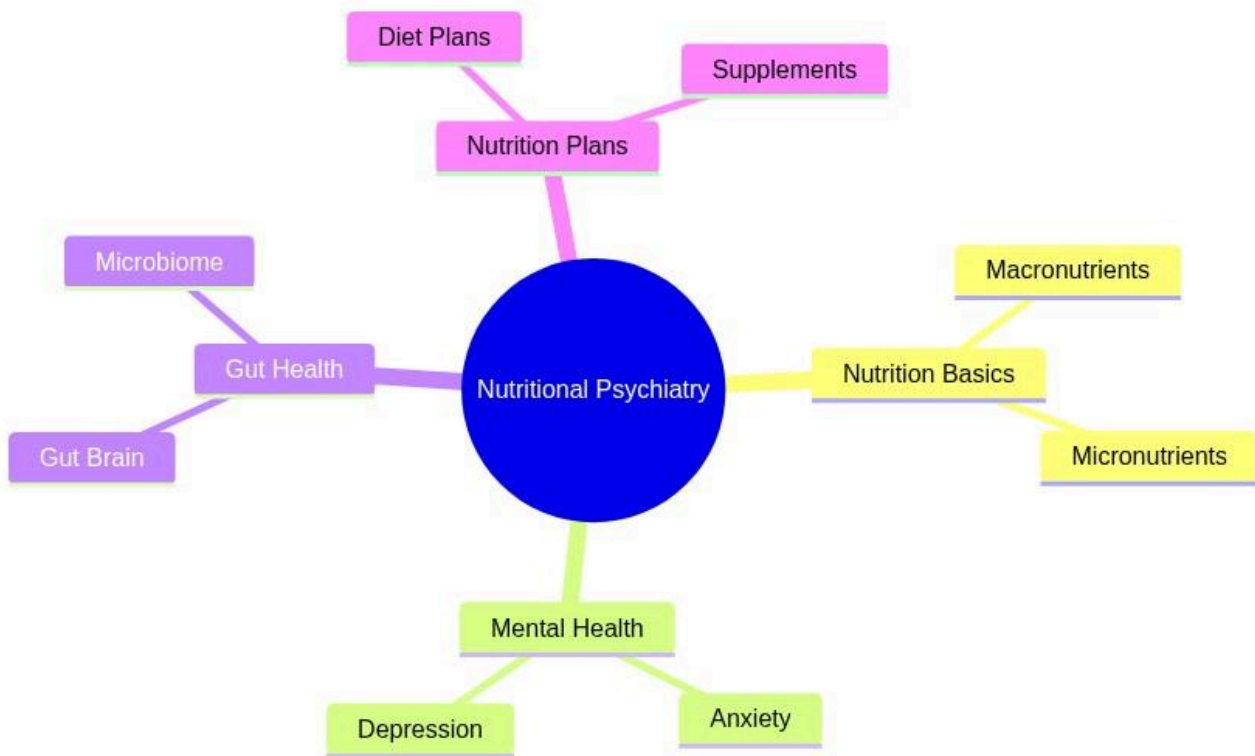 Diet Plans
Supplements
Nutrition Plans
Microbiome
Macronutrients
Gut Health
Nutritional Psychiatry
Nutrition Basics
Gut Brain
Micronutrients
Mental Health
Depression
Anxiety